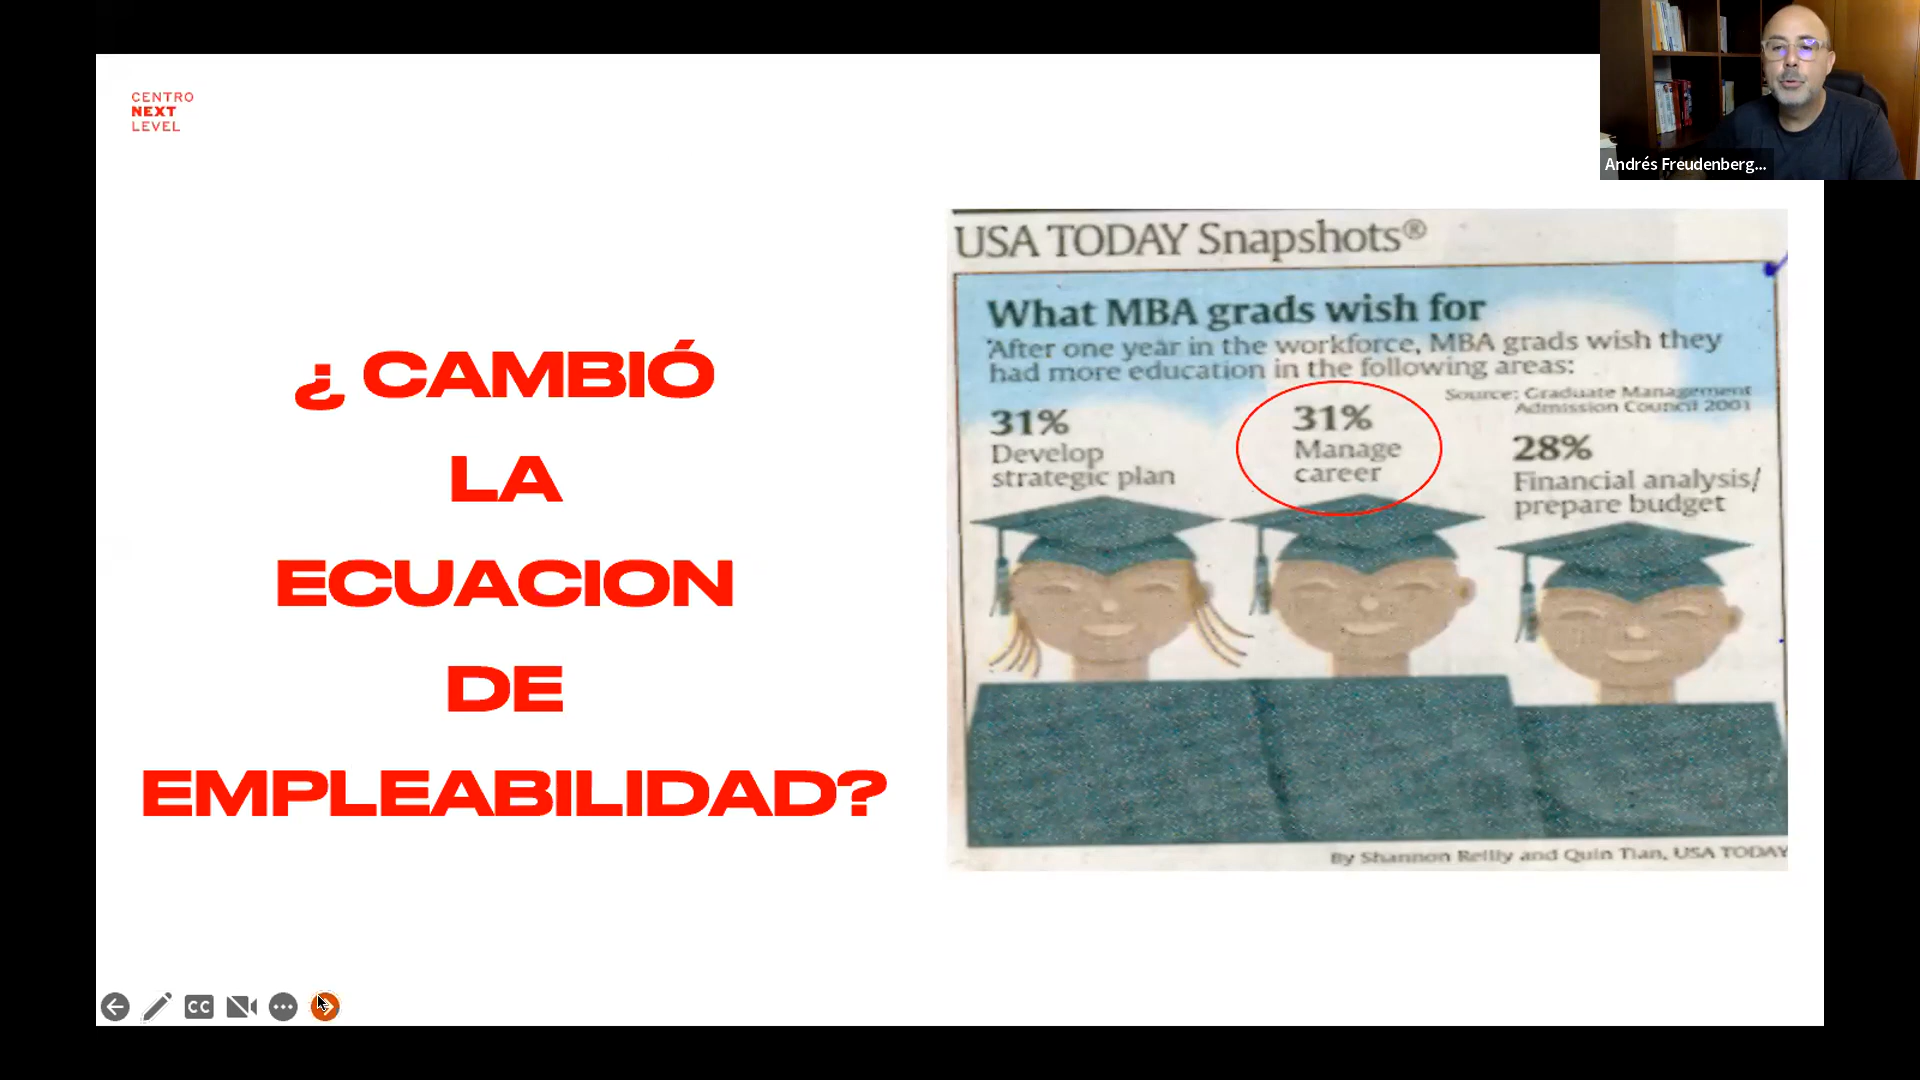 CENTRO
NEXT
LEVEL
Andrés Freudenberg...
¿ CAMBIÓ
LA
ECUACION
DE
EMPLEABILIDAD?
USA TODAY Snapshots®
What MBA grads wish for
After one year in the workforce, MBA grads wish they
had more education in the following areas:
Source: Graduate Management
Admission Council 2001
31%
Develop
strategic plan
31%
Manage
career
28%
Financial analysis/
prepare budget
By Shannon Reilly and Quin Tian, USA TODAY
CC